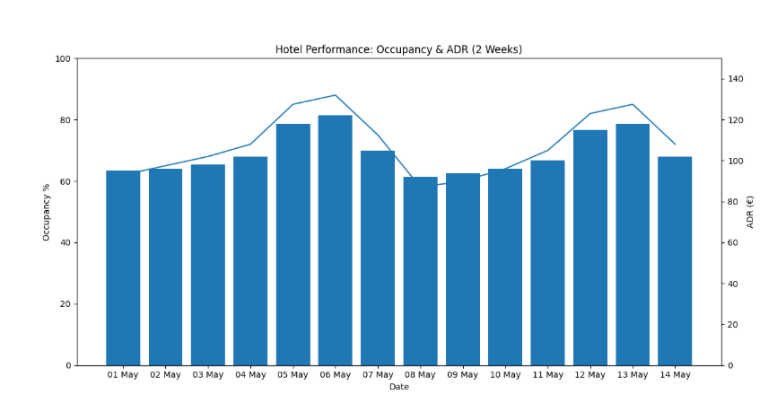 Hotel Performance: Occupancy & ADR (2 Weeks)
100
80
60
40
20
0
Occupancy %
140
120
100
80
60
40
20
0
ADR (€)
01 May 02 May 03 May 04 May 05 May 06 May 07 May 08 May 09 May 10 May 11 May 12 May 13 May 14 May
Date